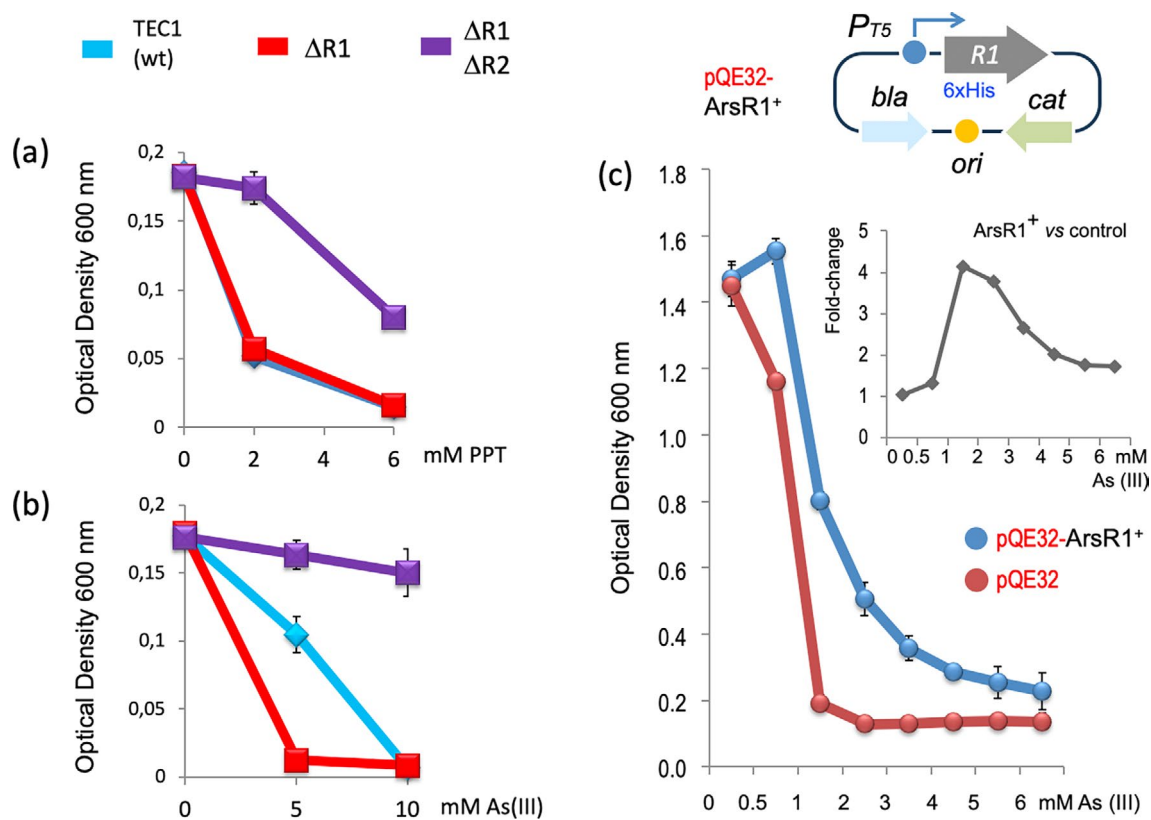 TEC1
(wt)
ΔR1
ΔR1
ΔR2
pQE32-
ArsR1+
PT5
R1
6xHis
bla
cat
ori
(a)
Optical Density 600 nm
0,2
0,15
0,1
0,05
0
0 2 4 6 mM PPT
(b)
Optical Density 600 nm
0,2
0,15
0,1
0,05
0
0 5 10 mM As(III)
(c)
Optical Density 600 nm
1.8
1.6
1.4
1.2
1.0
0.8
0.6
0.4
0.2
0.0
0 0.5 1 2 3 4 5 6 mM As (III)
ArsR1+ vs control
Fold-change
5
4
3
2
1
0
0 0.5 1 2 3 4 5 6 mM
As (III)
pQE32-ArsR1+
pQE32